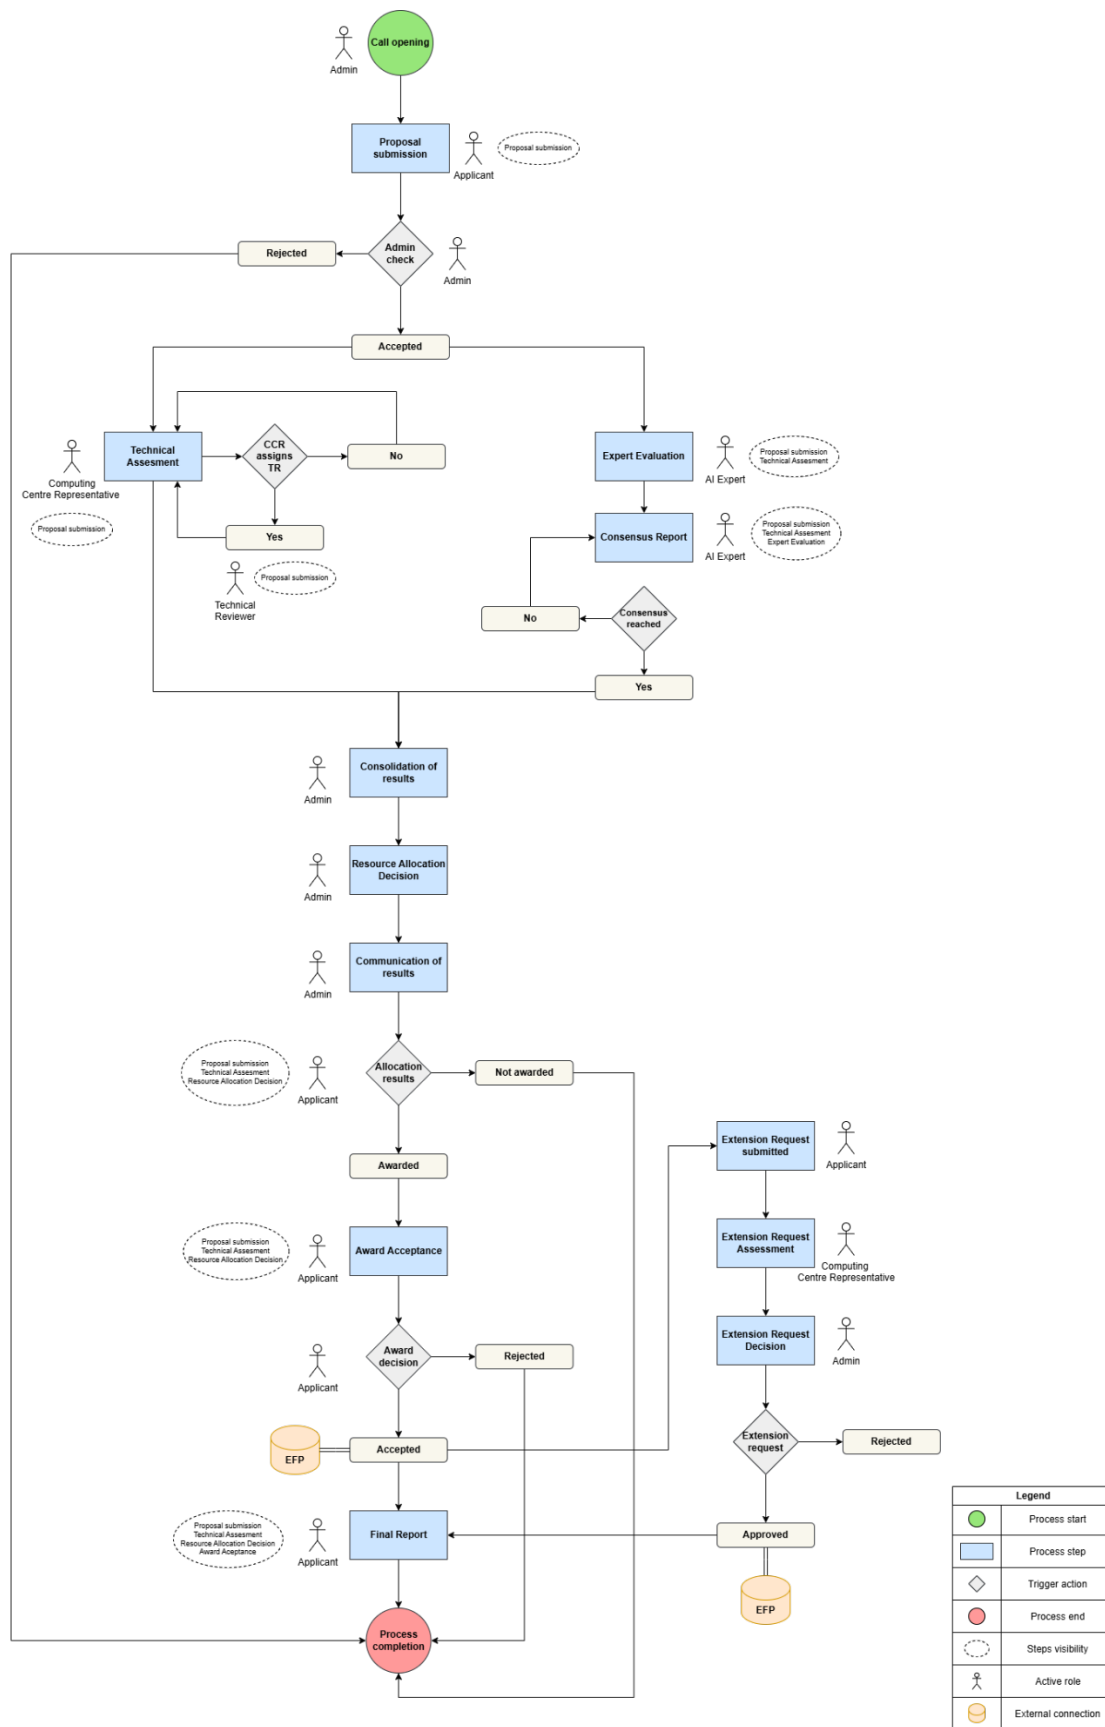 Call opening
Admin
Proposal
submission
Applicant
Proposal submission
Rejected
Admin
check
Admin
Accepted
Technical
Assesment
Computing
Centre Representative
Proposal submission
CCR
assigns
TR
No
Yes
Technical
Reviewer
Proposal submission
Expert Evaluation
AI Expert
Proposal submission
Technical Assesment
Consensus Report
AI Expert
Proposal submission
Technical Assesment
Expert Evaluation
No
Consensus
reached
Yes
Consolidation of
results
Admin
Resource Allocation
Decision
Admin
Communication of
results
Admin
Proposal submission
Technical Assesment
Resource Allocation Decision
Applicant
Allocation
results
Not awarded
Awarded
Proposal submission
Technical Assesment
Resource Allocation Decision
Applicant
Award Acceptance
Applicant
Award
decision
Rejected
EFP
Accepted
Proposal submission
Technical Assesment
Resource Allocation Decision
Award Aceptance
Applicant
Final Report
Process
completion
Extension Request
submitted
Applicant
Extension Request
Assessment
Computing
Centre Representative
Extension Request
Decision
Admin
Extension
request
Rejected
Approved
EFP
Legend
Process start
Process step
Trigger action
Process end
Steps visibility
Active role
External connection